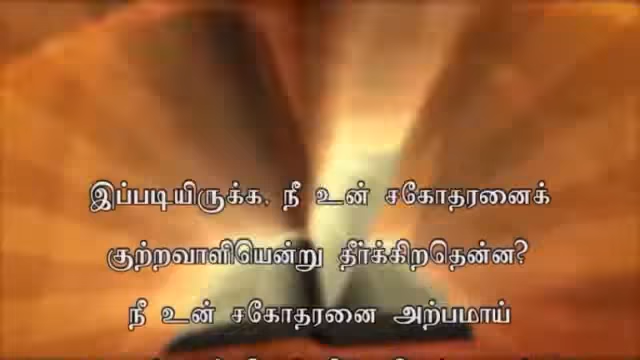 இப்படியிருக்க, நீ உன் சகோதரனைக்
குற்றவாளியென்று தீர்க்கிறதென்ன?
நீ உன் சகோதரனை அற்பமாய்